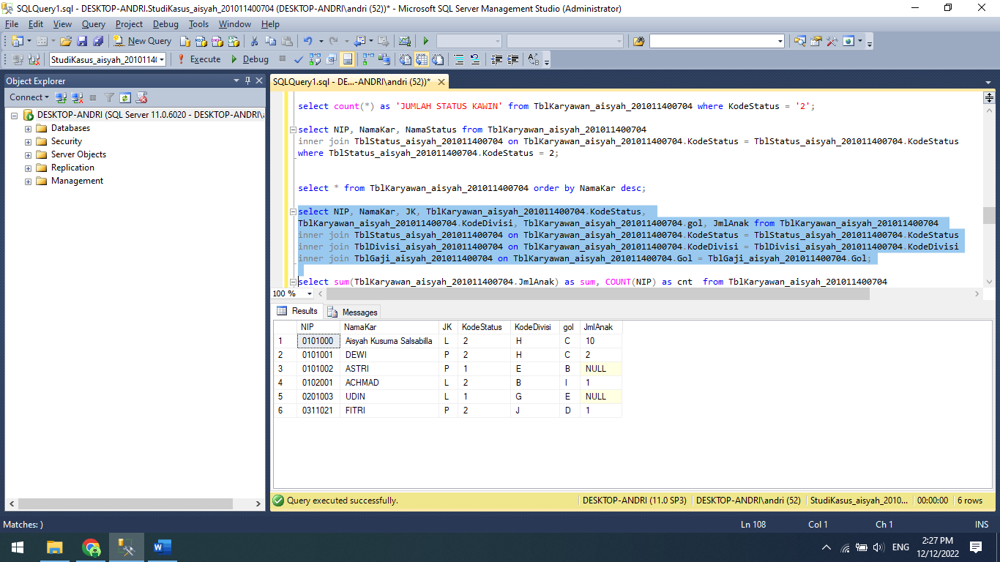 SQLQuery1.sql - DESKTOP-ANDRI.StudiKasus_aisyah_201011400704 (DESKTOP-ANDRI\andri (52))* - Microsoft SQL Server Management Studio (Administrator)
File Edit View Query Project Debug Tools Window Help
New Query
StudiKasus_aisyah_2010114( Execute Debug
Object Explorer
Connect
DESKTOP-ANDRI (SQL Server 11.0.6020 - DESKTOP-ANDRI\
Databases
Security
Server Objects
Replication
Management
SQLQuery1.sql - DE...-ANDRI\andri (52))*
select count(*) as 'JUMLAH STATUS KAWIN' from TblKaryawan_aisyah_201011400704 where KodeStatus = '2';
select NIP, NamaKar, NamaStatus from TblKaryawan_aisyah_201011400704
inner join TblStatus_aisyah_201011400704 on TblKaryawan_aisyah_201011400704.KodeStatus = TblStatus_aisyah_201011400704.KodeStatus
where TblStatus_aisyah_201011400704.KodeStatus = 2;
select * from TblKaryawan_aisyah_201011400704 order by NamaKar desc;
select NIP, NamaKar, JK, TblKaryawan_aisyah_201011400704.KodeStatus,
TblKaryawan_aisyah_201011400704.KodeDivisi, TblKaryawan_aisyah_201011400704.gol, JmlAnak from TblKaryawan_aisyah_201011400704
inner join TblStatus_aisyah_201011400704 on TblKaryawan_aisyah_201011400704.KodeStatus = TblStatus_aisyah_201011400704.KodeStatus
inner join TblDivisi_aisyah_201011400704 on TblKaryawan_aisyah_201011400704.KodeDivisi = TblDivisi_aisyah_201011400704.KodeDivisi
inner join TblGaji_aisyah_201011400704 on TblKaryawan_aisyah_201011400704.Gol = TblGaji_aisyah_201011400704.Gol;
select sum(TblKaryawan_aisyah_201011400704.JmlAnak) as sum, COUNT(NIP) as cnt from TblKaryawan_aisyah_201011400704
100 %
Results Messages
NIP NamaKar JK KodeStatus KodeDivisi gol JmlAnak
1 0101000 Aisyah Kusuma Salsabilla L 2 H C 10
2 0101001 DEWI P 2 H C 2
3 0101002 ASTRI P 1 E B NULL
4 0102001 ACHMAD L 2 B I 1
5 0201003 UDIN L 1 G E NULL
6 0311021 FITRI P 2 J D 1
Query executed successfully. DESKTOP-ANDRI (11.0 SP3) DESKTOP-ANDRI\andri (52) StudiKasus_aisyah_2010... 00:00:00 6 rows
Matches: ) Ln 108 Col 1 Ch 1 INS
ENG
2:27 PM
12/12/2022